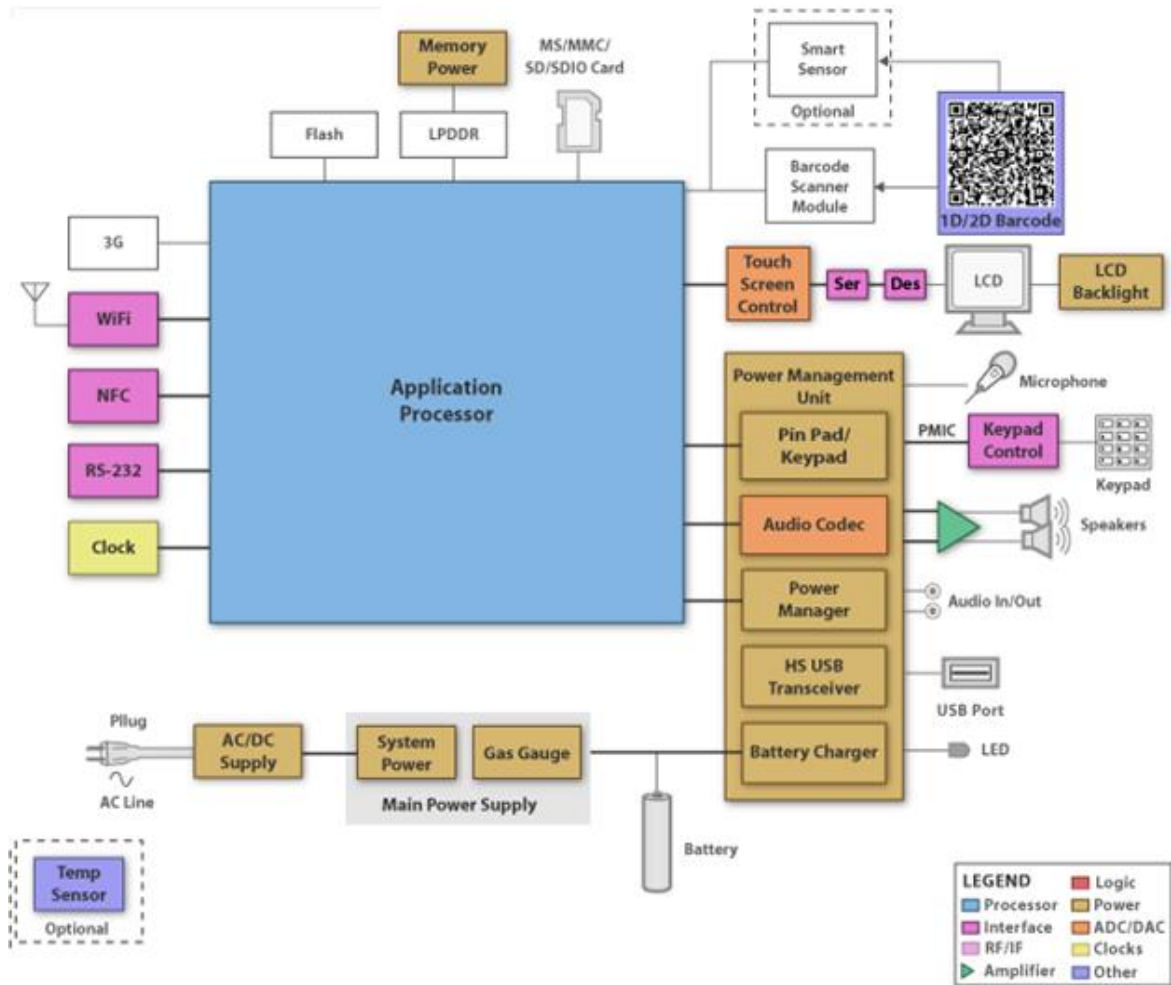 Memory
Power
MS/MMC/
SD/SDIO Card
Smart
Sensor
Optional
Flash
LPDDR
Barcode
Scanner
Module
1D/2D Barcode
3G
Touch
Screen
Control
Ser
Des
LCD
LCD
Backlight
WiFi
NFC
RS-232
Clock
Application
Processor
Power Management
Unit
Microphone
Pin Pad/
Keypad
PMIC
Keypad
Control
Keypad
Audio Codec
Speakers
Power
Manager
Audio In/Out
HS USB
Transceiver
USB Port
Pllug
AC Line
AC/DC
Supply
System
Power
Gas Gauge
Main Power Supply
Battery Charger
LED
Battery
Temp
Sensor
Optional
LEGEND
Processor
Interface
RF/IF
Amplifier
Logic
Power
ADC/DAC
Clocks
Other